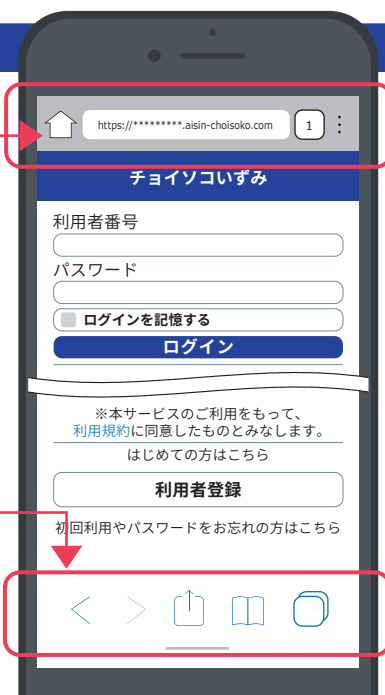 https://*********.aisin-choisoko.com
1
チョイソコいずみ
利用者番号
パスワード
ログインを記憶する
ログイン
※本サービスのご利用をもって、
利用規約に同意したものとみなします。
はじめての方はこちら
利用者登録
初回利用やパスワードをお忘れの方はこちら